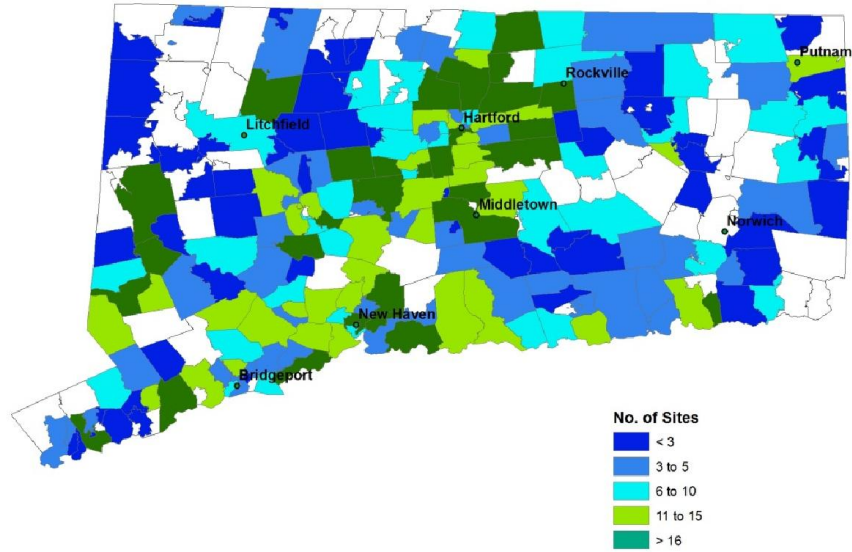 Putnam
Rockville
Hartford
Litchfield
Middletown
Norwich
New Haven
Bridgeport
No. of Sites
< 3
3 to 5
6 to 10
11 to 15
> 16